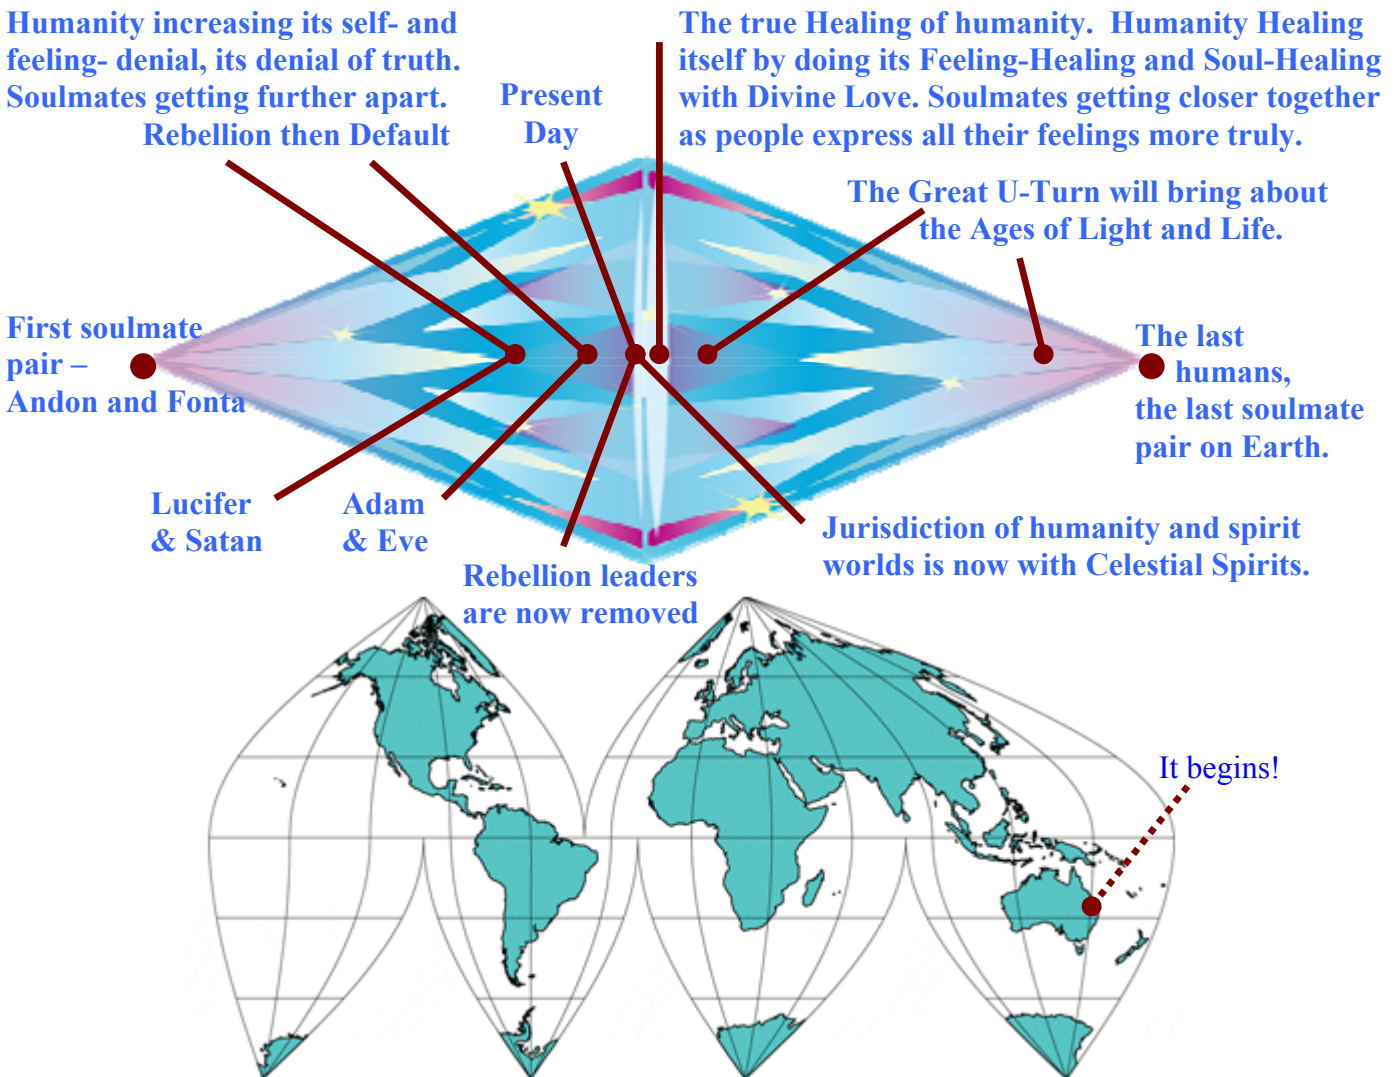 Humanity increasing its self- and
feeling- denial, its denial of truth.
Soulmates getting further apart.
Rebellion then Default
Present
Day
The true Healing of humanity.  Humanity Healing
itself by doing its Feeling-Healing and Soul-Healing
with Divine Love. Soulmates getting closer together
as people express all their feelings more truly.
The Great U-Turn will bring about
the Ages of Light and Life.
First soulmate
pair –
Andon and Fonta
The last
humans,
the last soulmate
pair on Earth.
Lucifer
& Satan
Adam
& Eve
Rebellion leaders
are now removed
Jurisdiction of humanity and spirit
worlds is now with Celestial Spirits.
It begins!